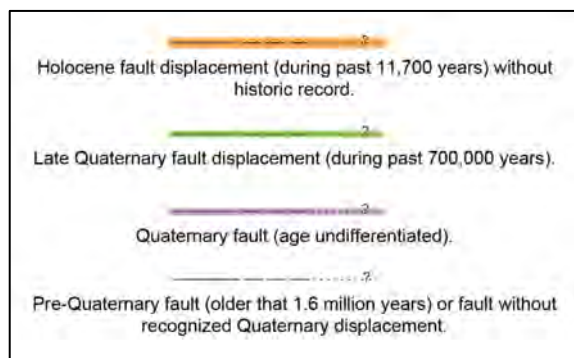 ?
Holocene fault displacement (during past 11,700 years) without
historic record.
?
Late Quaternary fault displacement (during past 700,000 years).
?
Quaternary fault (age undifferentiated).
?
Pre-Quaternary fault (older that 1.6 million years) or fault without
recognized Quaternary displacement.